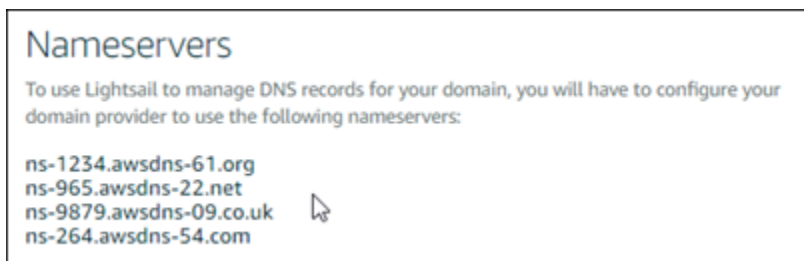 Nameservers
To use Lightsail to manage DNS records for your domain, you will have to configure your
domain provider to use the following nameservers:
ns-1234.awsdns-61.org
ns-965.awsdns-22.net
ns-9879.awsdns-09.co.uk
ns-264.awsdns-54.com